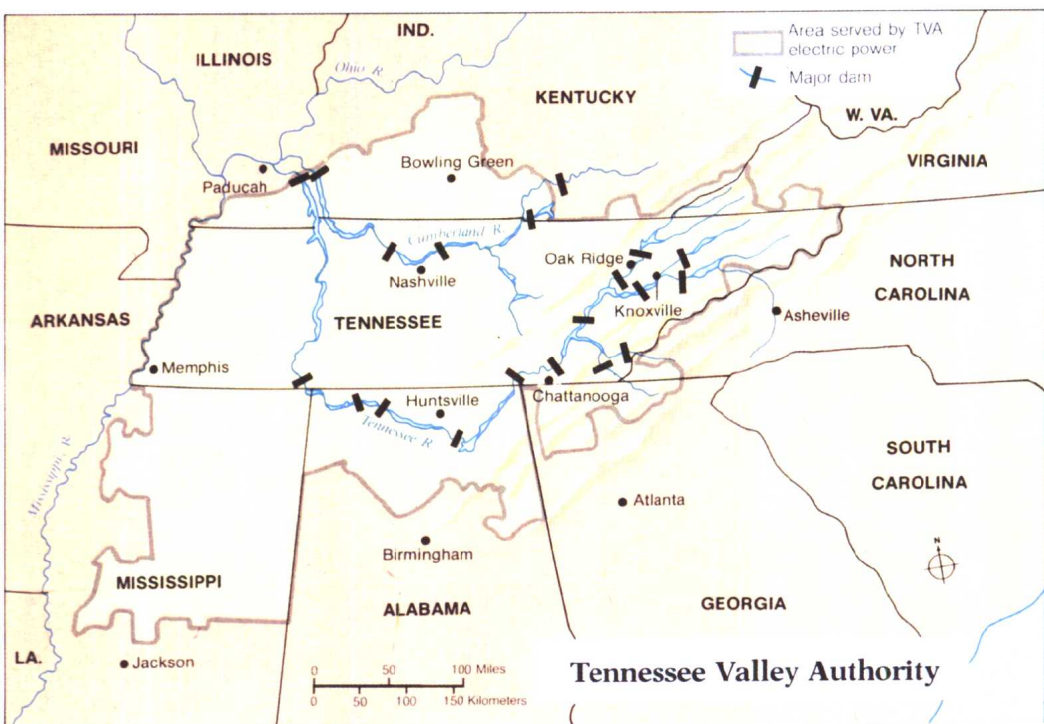 IND.
Area served by TVA
electric power
ILLINOIS
Ohio R.
Major dam
KENTUCKY
W. VA.
MISSOURI
Bowling Green
VIRGINIA
Paducah
Cumberland R.
Oak Ridge
NORTH
CAROLINA
Nashville
Knoxville
Asheville
ARKANSAS
TENNESSEE
Memphis
Chattanooga
Huntsville
Tennessee R.
Mississippi R.
SOUTH
CAROLINA
Atlanta
Birmingham
N
MISSISSIPPI
ALABAMA
GEORGIA
LA.
Jackson
0 50 100 Miles
0 50 100 150 Kilometers
Tennessee Valley Authority